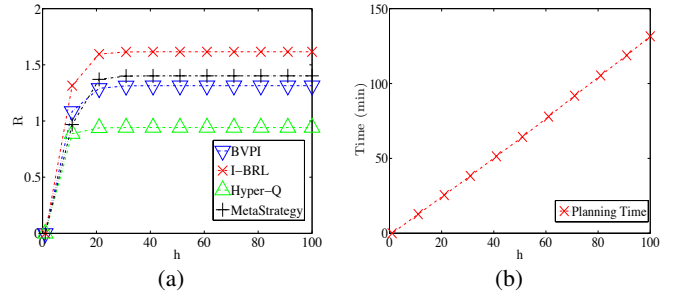 (a)
2
1.5
1
0.5
0
R
0 20 40 60 80 100
h
BVPI
I−BRL
Hyper−Q
MetaStrategy
(b)
150
100
50
0
Time (min)
0 20 40 60 80 100
h
Planning Time
(a)
(b)